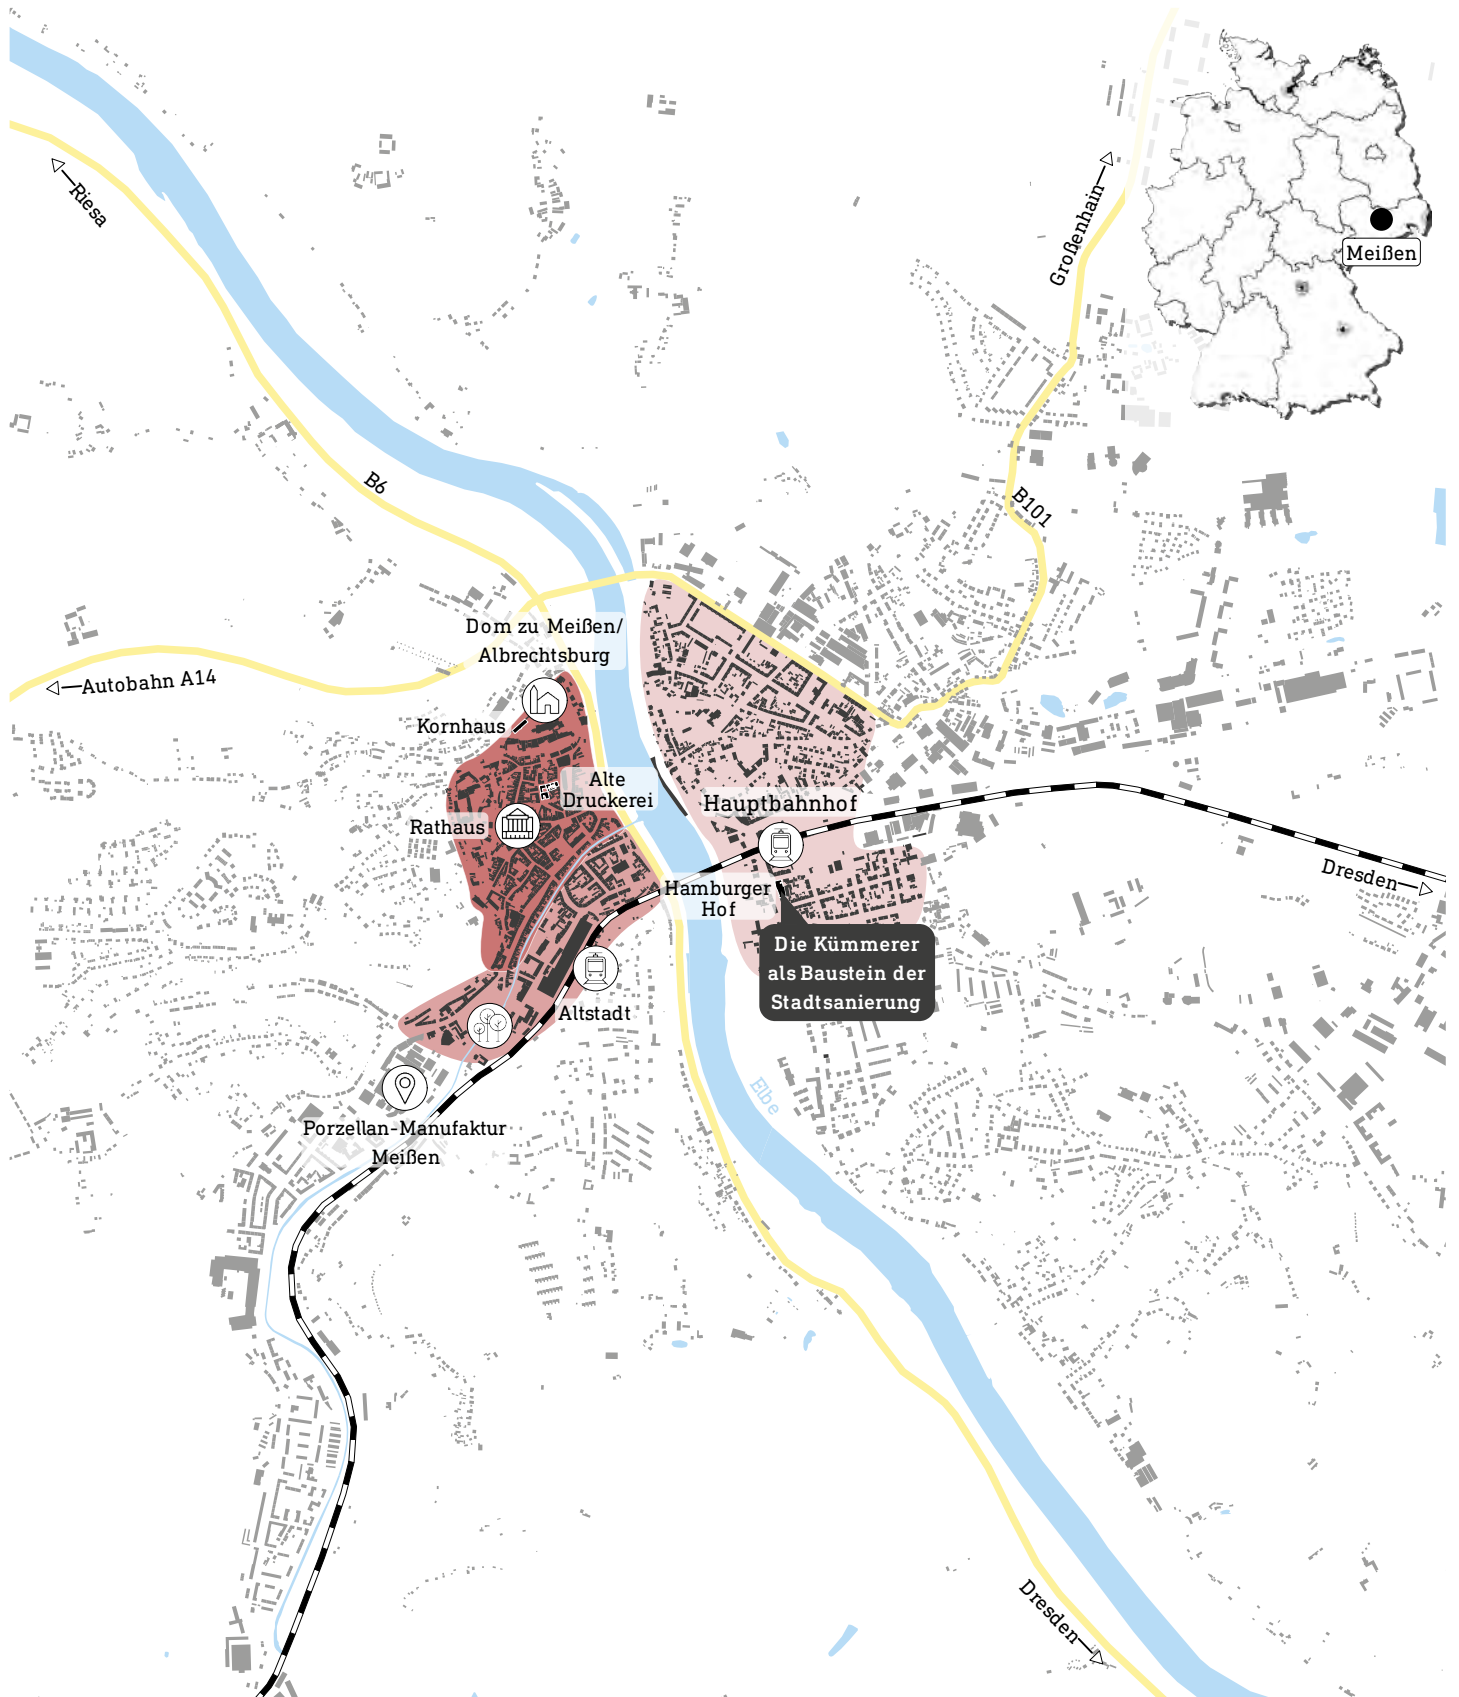 Riesa
Großenhain
Meißen
B6
B101
Dom zu Meißen/
Albrechtsburg
Autobahn A14
Kornhaus
Alte
Druckerei
Hauptbahnhof
Rathaus
Dresden
Hamburger
Hof
Die Kümmerer
als Baustein der
Stadtsanierung
Altstadt
Elbe
Porzellan-Manufaktur
Meißen
Dresden